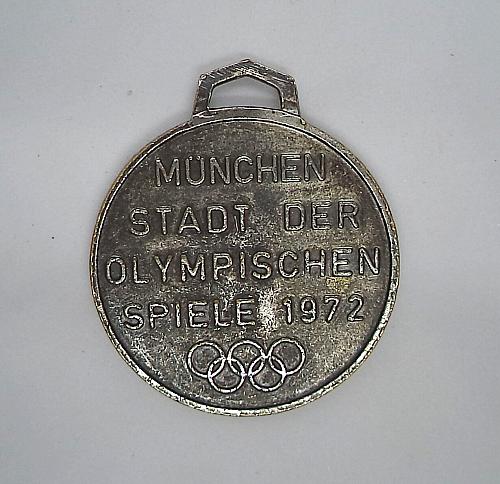 MÜNCHEN
STADT DER
OLYMPISCHEN
SPIELE 1972